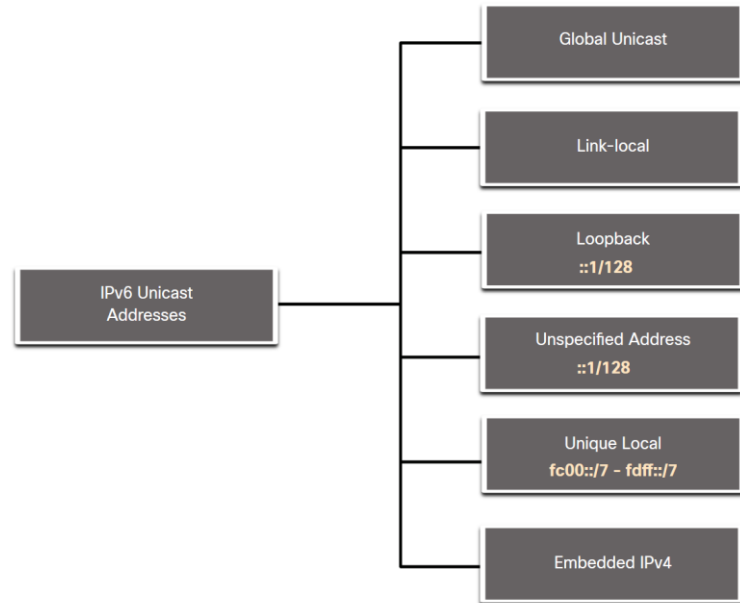 Global Unicast
Link-local
Loopback
::1/128
IPv6 Unicast
Addresses
Unspecified Address
::1/128
Unique Local
fc00::/7 - fdff::/7
Embedded IPv4